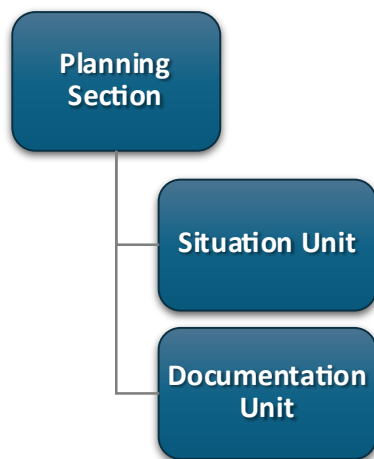 Planning
Section
Situation Unit
Documentation
Unit